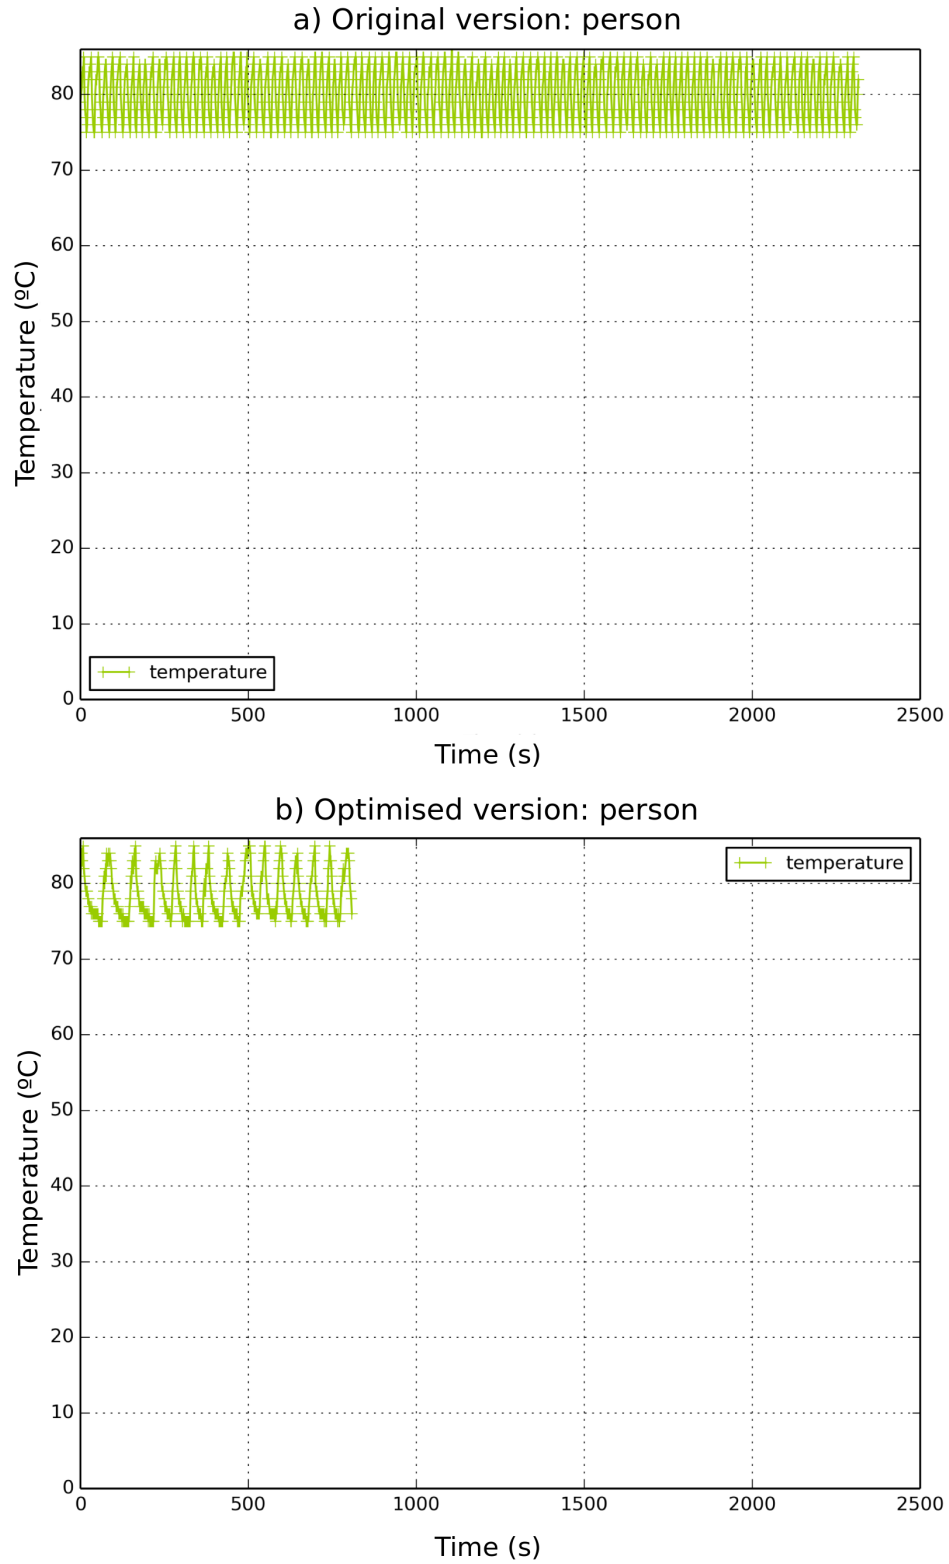 a) Original version: person
80
70
60
50
40
30
20
10
0
Temperature (ºC)
temperature
0 500 1000 1500 2000 2500
Time (s)
b) Optimised version: person
80
70
60
50
40
30
20
10
0
Temperature (ºC)
temperature
0 500 1000 1500 2000 2500
Time (s)